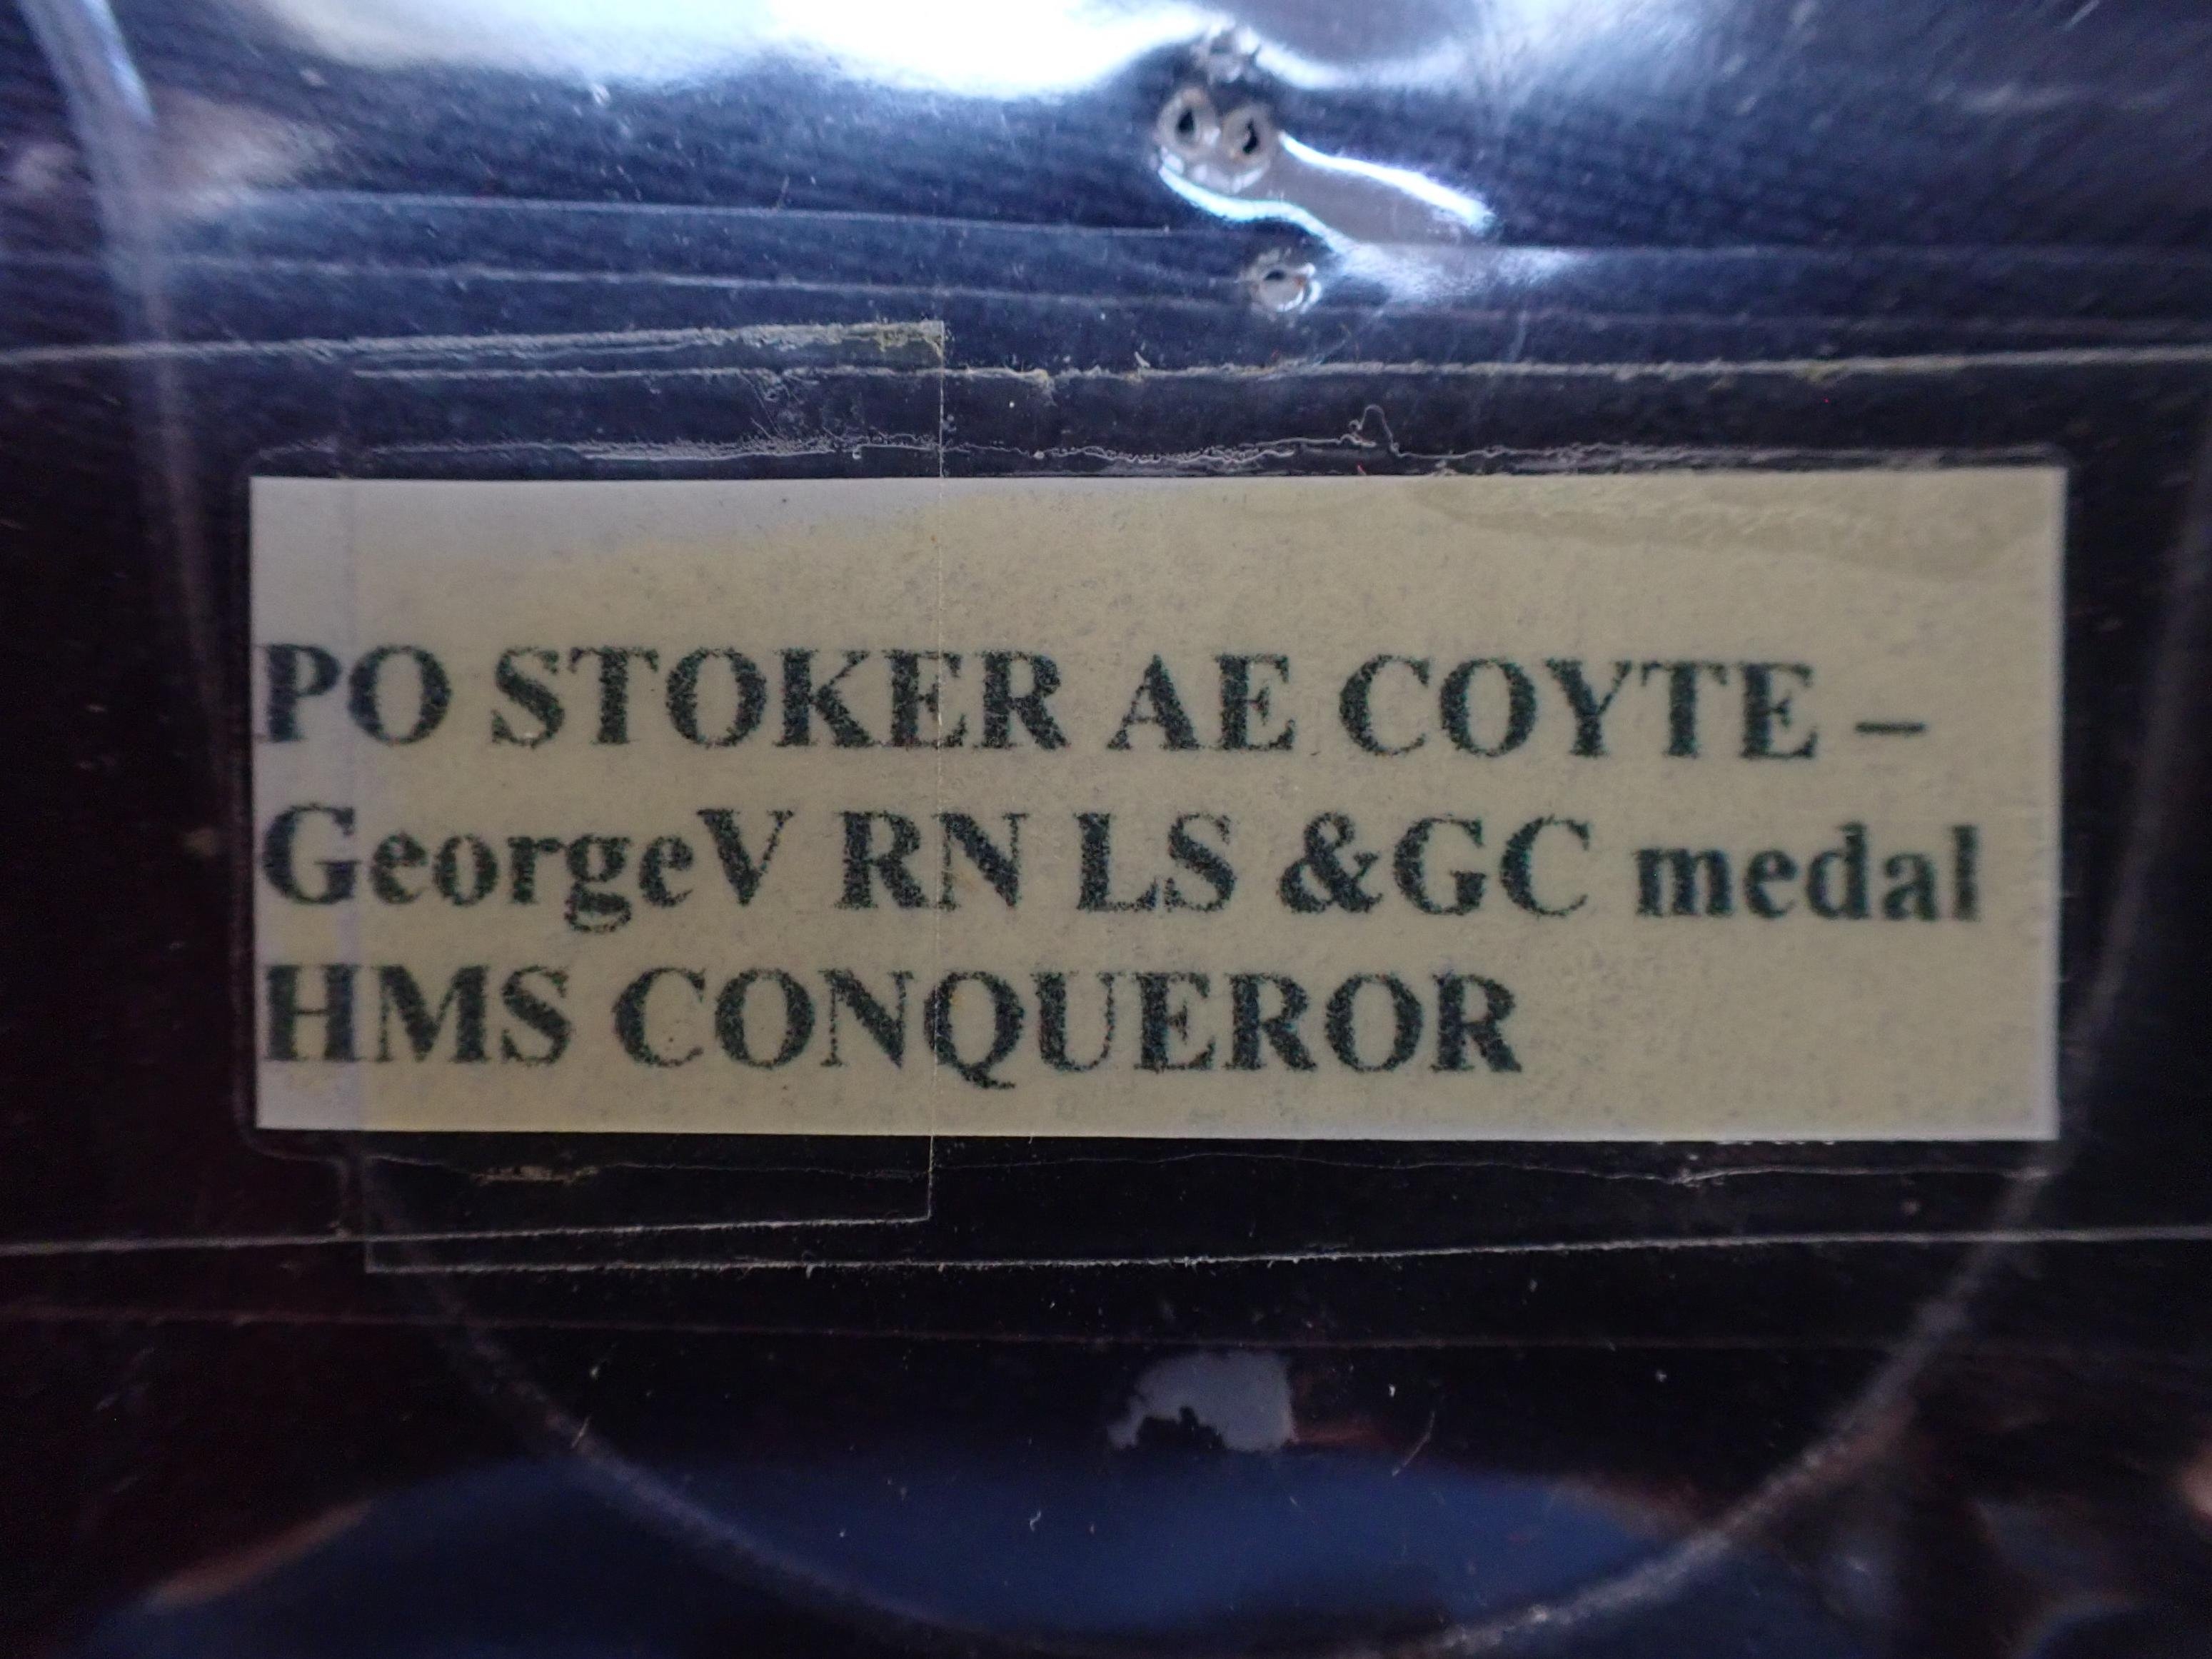 PO STOKER AE COYTE –
GeorgeV RN LS &GC medal
HMS CONQUEROR